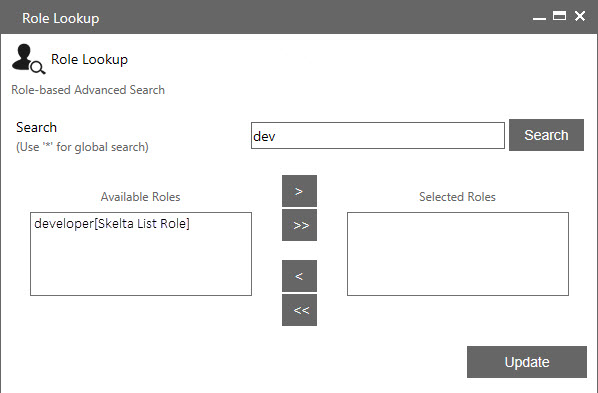 Role Lookup
Role Lookup
Role-based Advanced Search
Search
dev
Search
(Use '*' for global search)
Available Roles
>
Selected Roles
developer[Skelta List Role]
>>
<
<<
Update